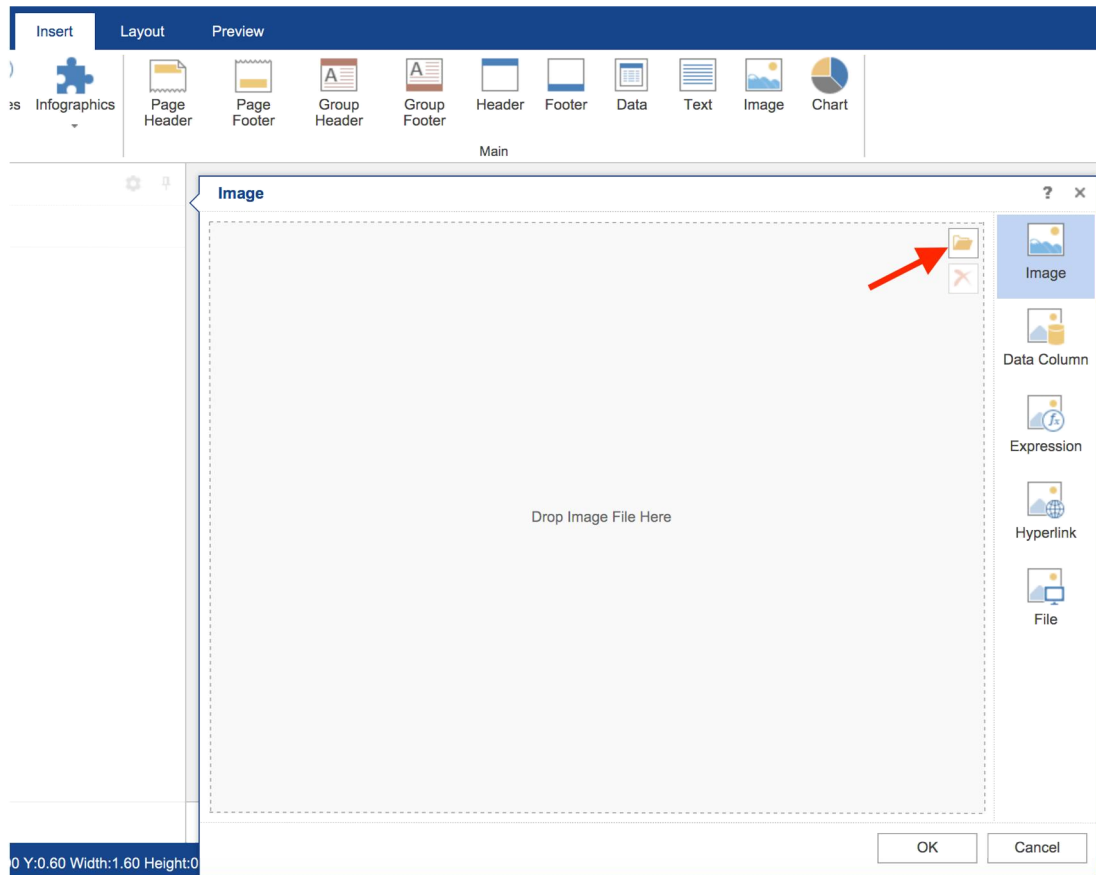 Insert Layout Preview
es Infographics Page Header Page Footer Group Header Group Footer Header Footer Data Text Image Chart
Main
Image ? ×
Image
Data Column
Expression
Drop Image File Here
Hyperlink
File
OK Cancel
0 Y:0.60 Width:1.60 Height:0